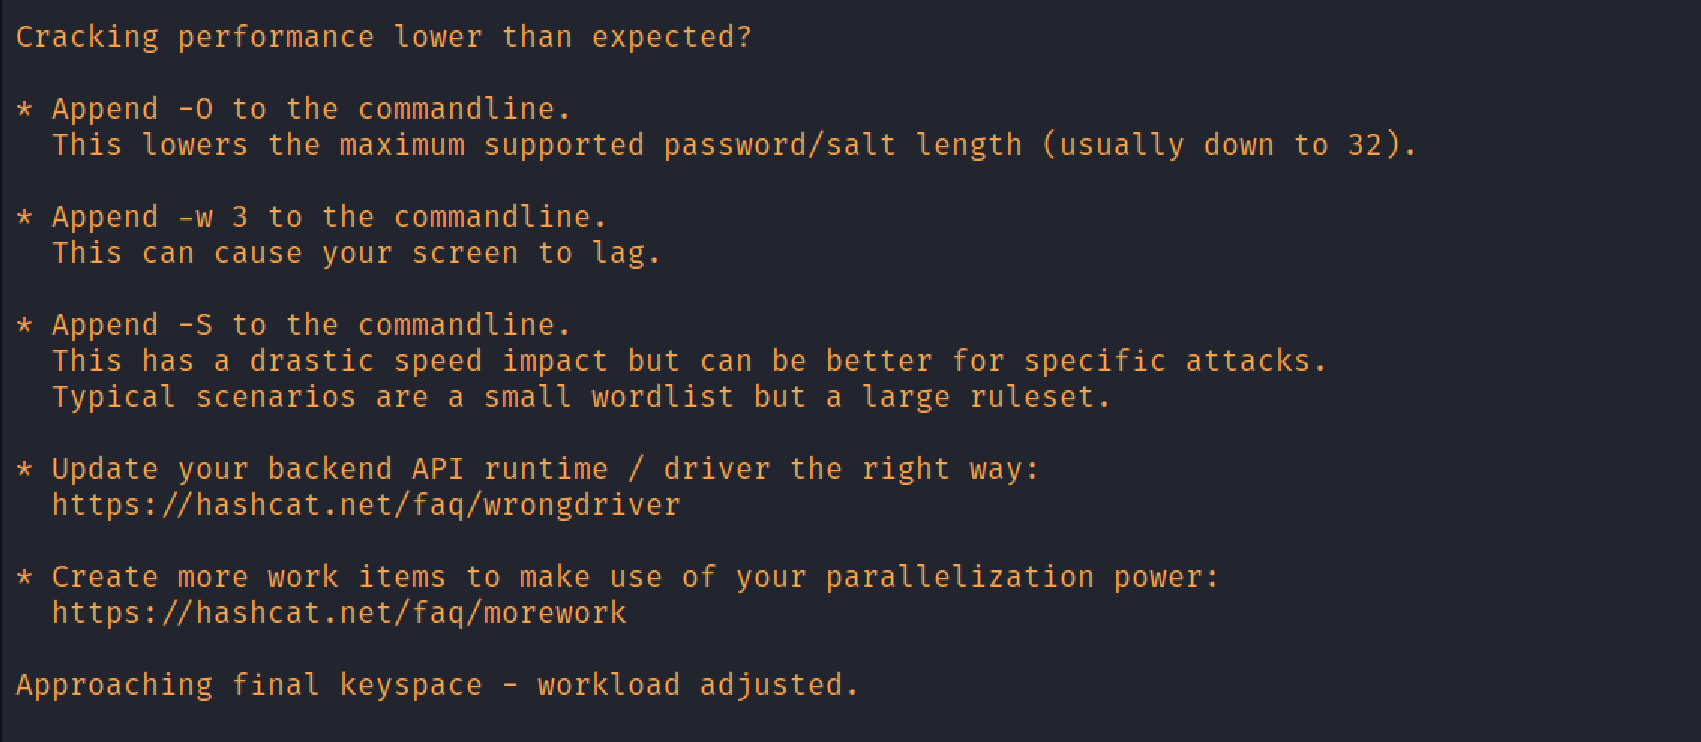 Cracking performance lower than expected?
* Append -O to the commandline.
This lowers the maximum supported password/salt length (usually down to 32).
* Append -w 3 to the commandline.
This can cause your screen to lag.
* Append -S to the commandline.
This has a drastic speed impact but can be better for specific attacks.
Typical scenarios are a small wordlist but a large ruleset.
* Update your backend API runtime / driver the right way:
https://hashcat.net/faq/wrongdriver
* Create more work items to make use of your parallelization power:
https://hashcat.net/faq/morework
Approaching final keyspace - workload adjusted.